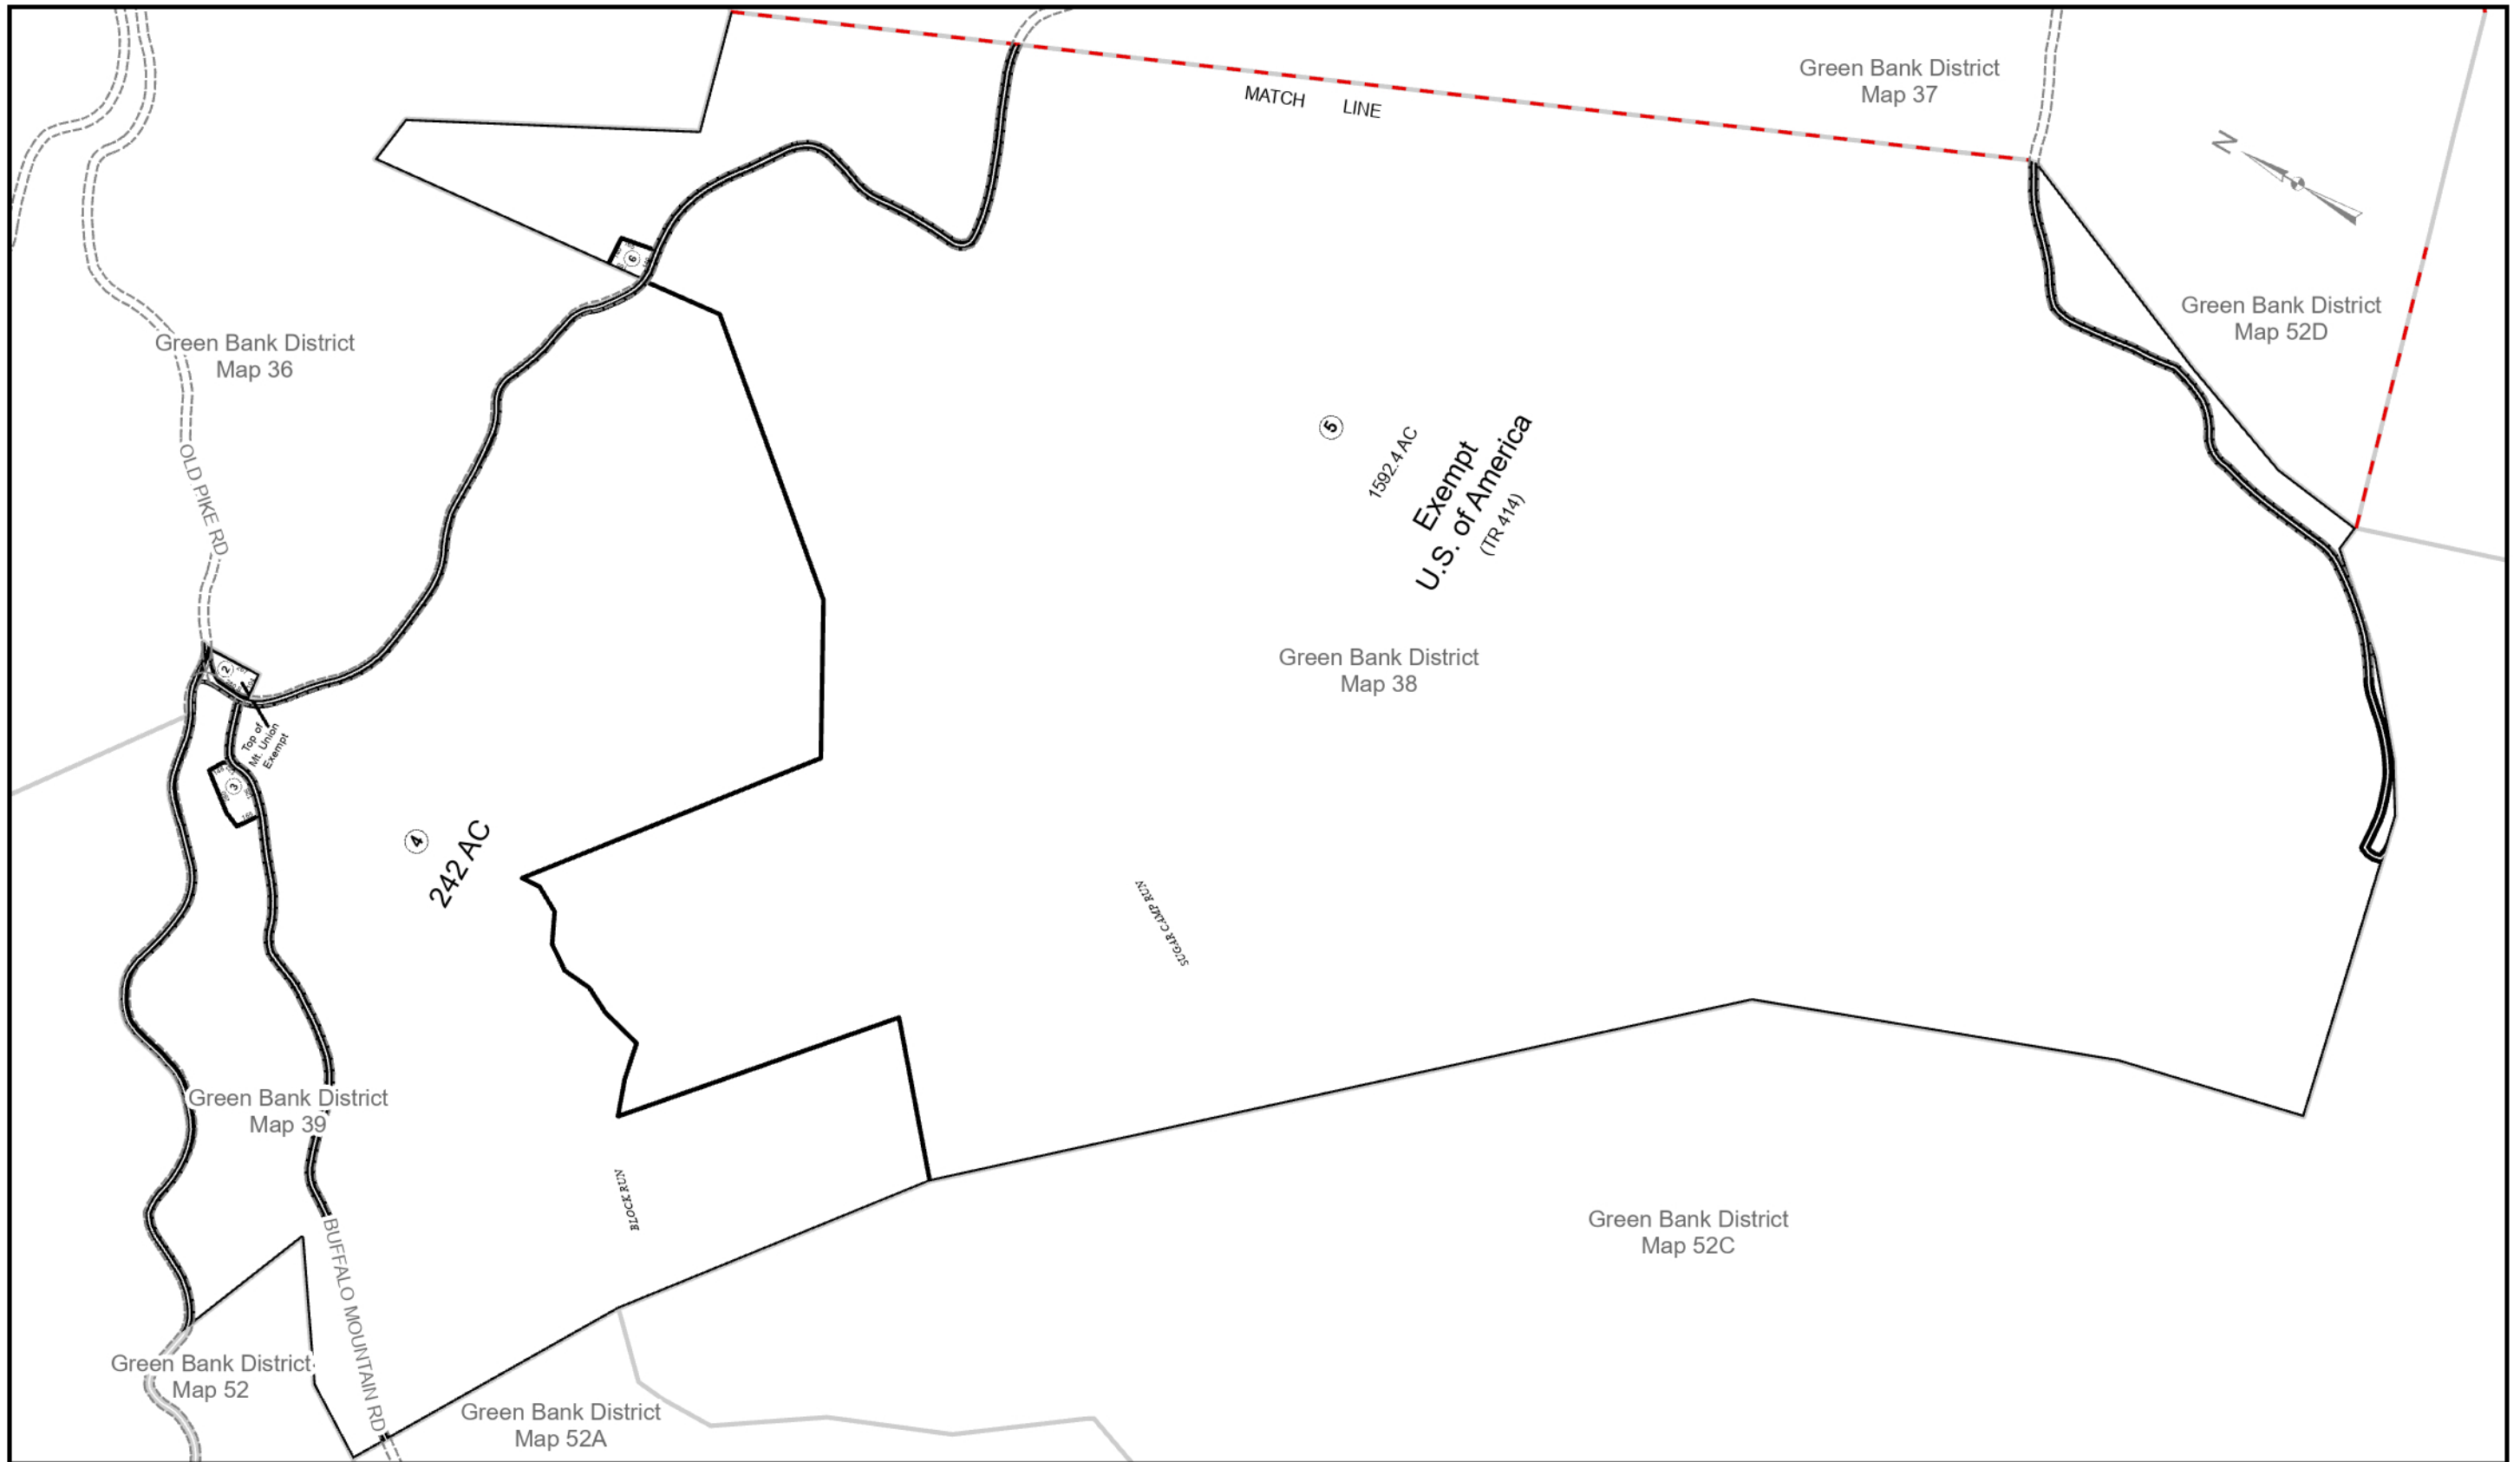 Green Bank District
Map 37
MATCH LINE
N
Green Bank District
Map 52D
6
Green Bank District
Map 36
5
1592.4 AC
Exempt
U.S. of America
(TR 414)
OLD PIKE RD
Green Bank District
Map 38
2
Top of
Mt. Union
Exempt
3
4
242 AC
SUGAR CAMP RUN
Green Bank District
Map 39
BLOCK RUN
Green Bank District
Map 52C
BUFFALO MOUNTAIN RD
Green Bank District
Map 52
Green Bank District
Map 52A